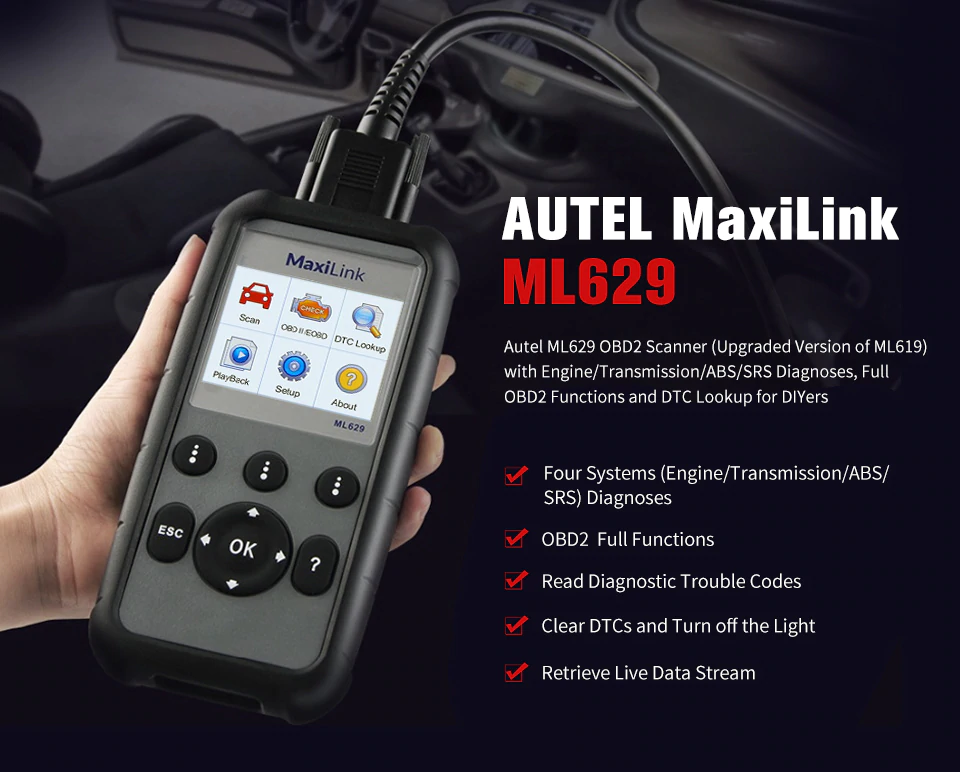 AUTEL MaxiLink
ML629
Autel ML629 OBD2 Scanner (Upgraded Version of ML619)
with Engine/Transmission/ABS/SRS Diagnoses, Full
OBD2 Functions and DTC Lookup for DIYers
Four Systems (Engine/Transmission/ABS/
SRS) Diagnoses
OBD2 Full Functions
Read Diagnostic Trouble Codes
Clear DTCs and Turn off the Light
Retrieve Live Data Stream
MaxiLink
CHECK
Scan
OBD II/EOBD
DTC Lookup
?
PlayBack
Setup
About
ML629
ESC
OK
?